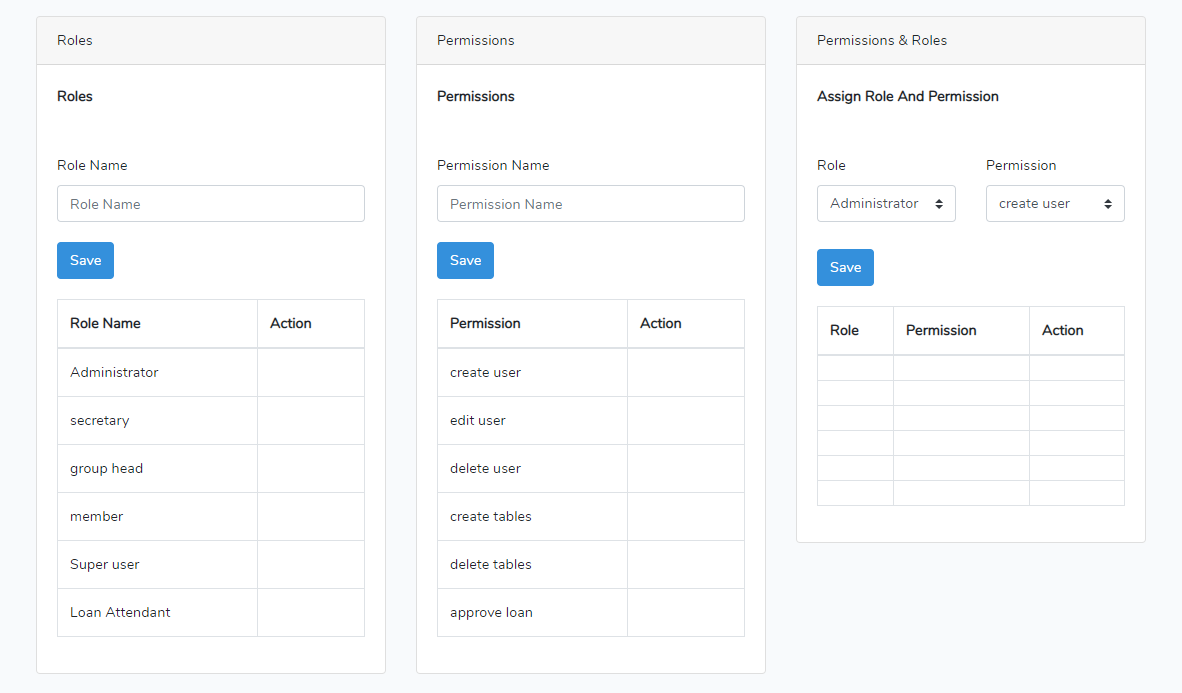 Roles
Roles
Role Name
Role Name
Save
Role Name Action
Administrator
secretary
group head
member
Super user
Loan Attendant
Permissions
Permissions
Permission Name
Permission Name
Save
Permission Action
create user
edit user
delete user
create tables
delete tables
approve loan
Permissions & Roles
Assign Role And Permission
Role Permission
Administrator create user
Save
Role Permission Action